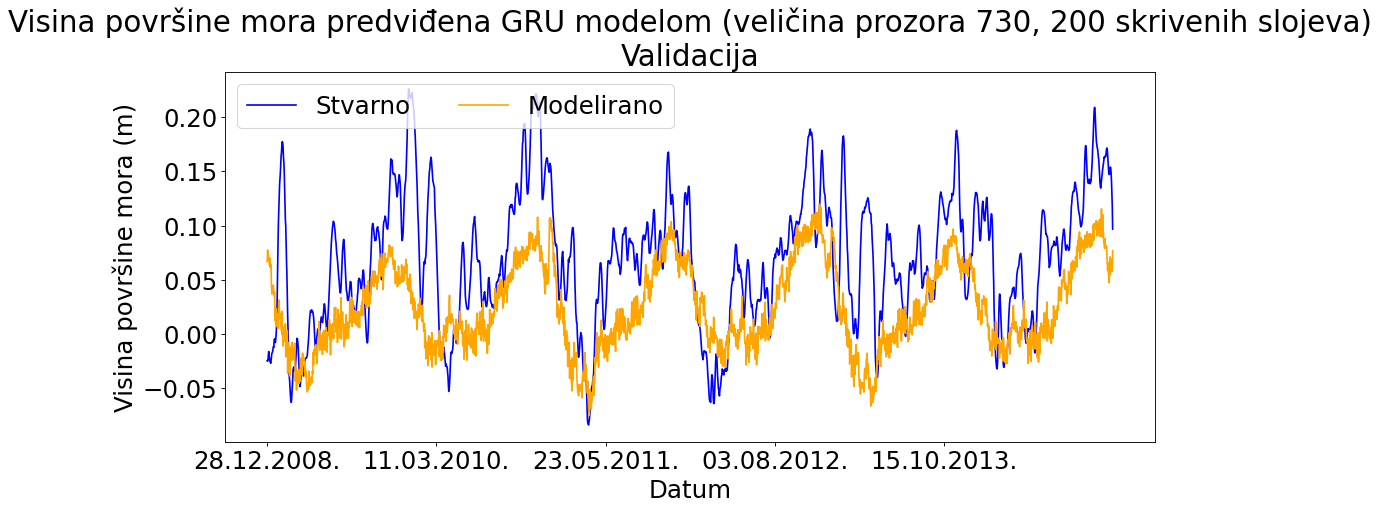 Visina površine mora predviđena GRU modelom (veličina prozora 730, 200 skrivenih slojeva)
Validacija
Stvarno
Modelirano
Visina površine mora (m)
0.20
0.15
0.10
0.05
0.00
−0.05
28.12.2008.
11.03.2010.
23.05.2011.
03.08.2012.
15.10.2013.
Datum